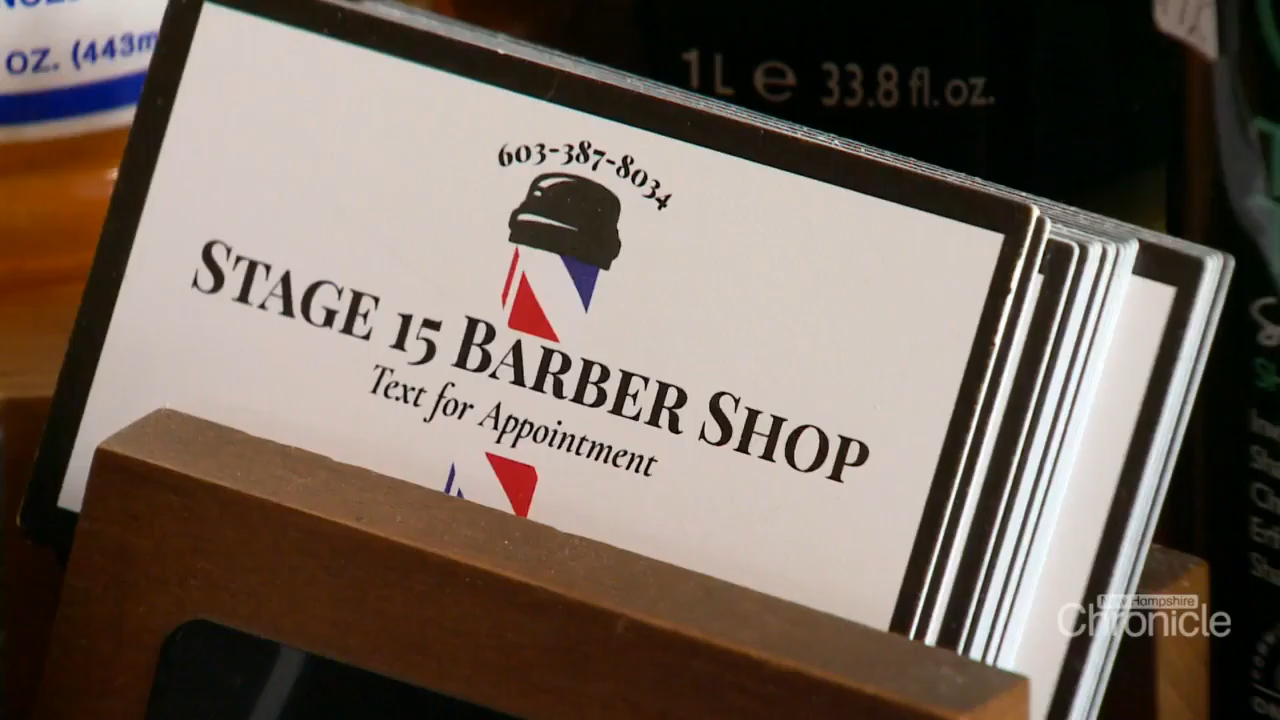 OZ. (443m
1L e 33.8 fl. oz.
603-387-8034
STAGE 15 BARBER SHOP
Text for Appointment
New Hampshire
Chronicle